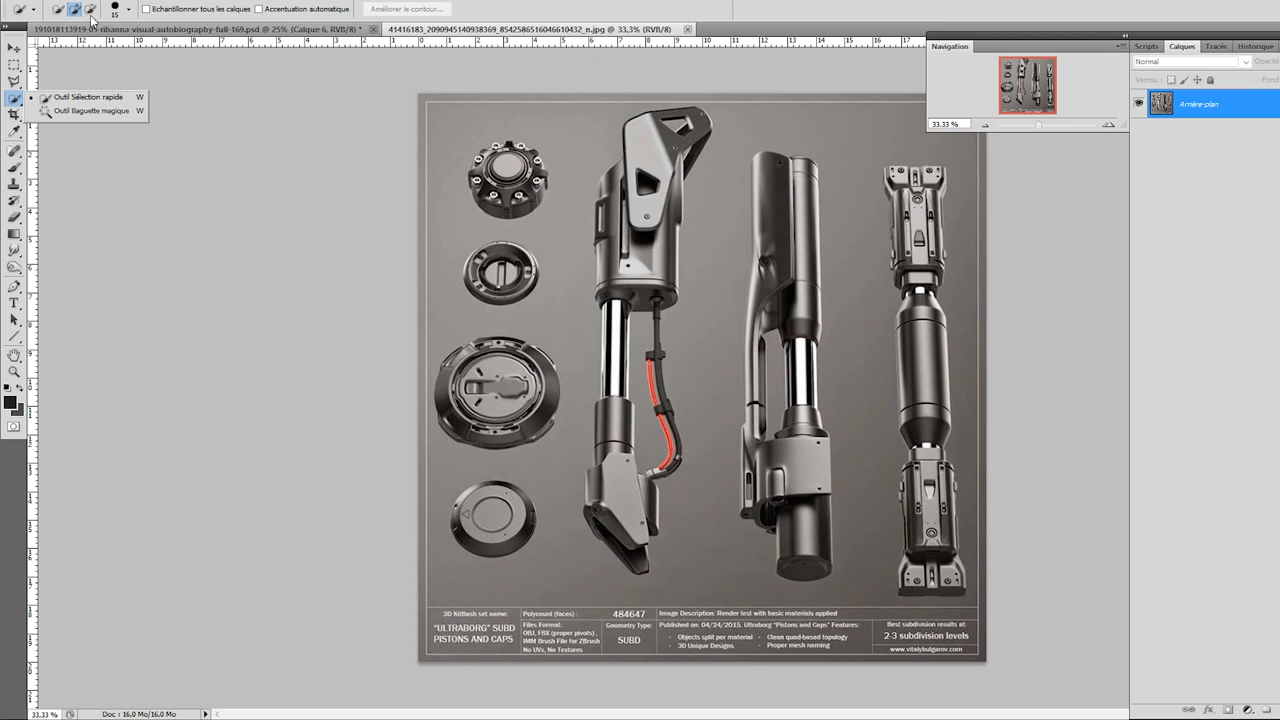 15
Echantillonner tous les calques
Accentuation automatique
Améliorer le contour...
191018113919-05-rihanna-visual-autobiography-full-169.psd @ 25% (Calque 6, RVB/8) *
41416183_2090945140938369_8542586516046610432_n.jpg @ 33,3% (RVB/8)
Navigation
Scripts
Calques
Tracés
Historique
Normal
Opacité
Verrou :
Fond
Arrière-plan
33.33 %
Outil Sélection rapide W
Outil Baguette magique W
3D KitBash set name:
"ULTRABORG" SUBD
PISTONS AND CAPS
Polycount (faces) :
484647
Files Format:
OBJ, FBX (proper pivots) ,
IMM Brush File for ZBrush
No UVs, No Textures
Geometry Type:
SUBD
Image Description: Render test with basic materials applied
Published on: 04/24/2015. Ultraborg "Pistons and Caps" Features:
- Objects split per material
- Clean quad-based topology
- 30 Unique Designs
- Proper mesh naming
Best subdivision results at:
2-3 subdivision levels
www.vitalybulgarov.com
33.33 %
Doc : 16,0 Mo/16,0 Mo